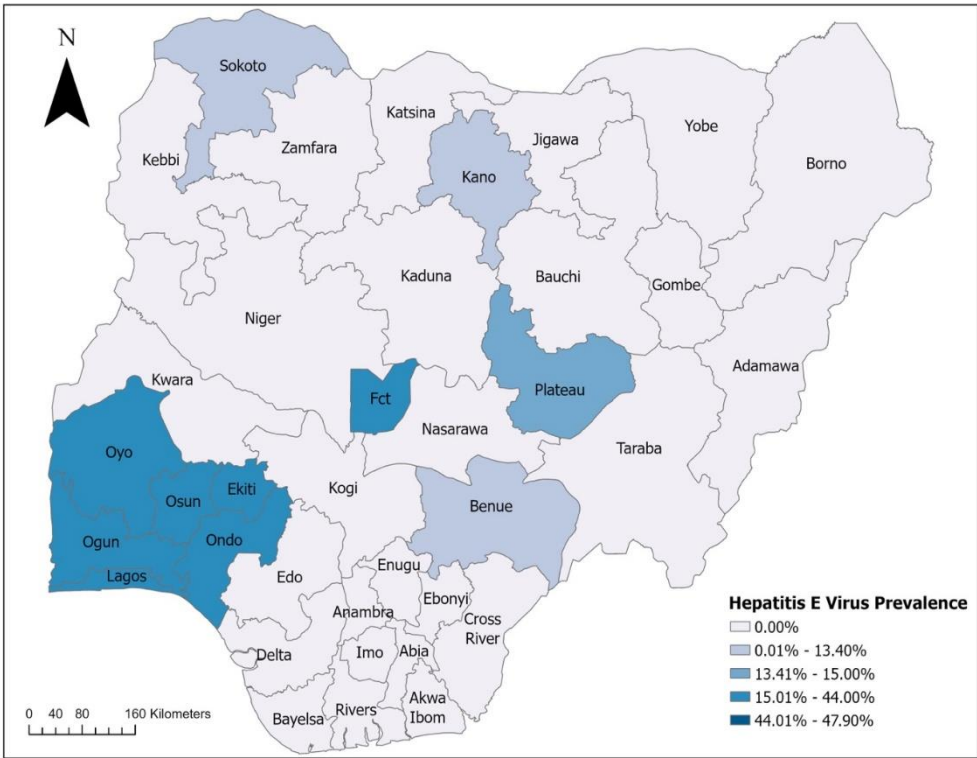 N
Sokoto
Katsina
Yobe
Jigawa
Borno
Zamfara
Kebbi
Kano
Kaduna
Bauchi
Gombe
Niger
Adamawa
Kwara
Fct
Plateau
Nasarawa
Taraba
Oyo
Kogi
Ekiti
Osun
Benue
Ogun
Ondo
Enugu
Lagos
Edo
Ebonyi
Anambra
Cross
River
Delta
Imo
Abia
Akwa
Ibom
Bayelsa
Rivers
Hepatitis E Virus Prevalence
0.00%
0.01% - 13.40%
13.41% - 15.00%
15.01% - 44.00%
44.01% - 47.90%
0 40 80 160 Kilometers